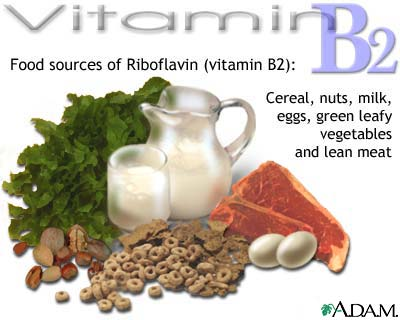 Vitamin B2
Food sources of Riboflavin (vitamin B2):
Cereal, nuts, milk,
eggs, green leafy
vegetables
and lean meat
A.D.A.M.